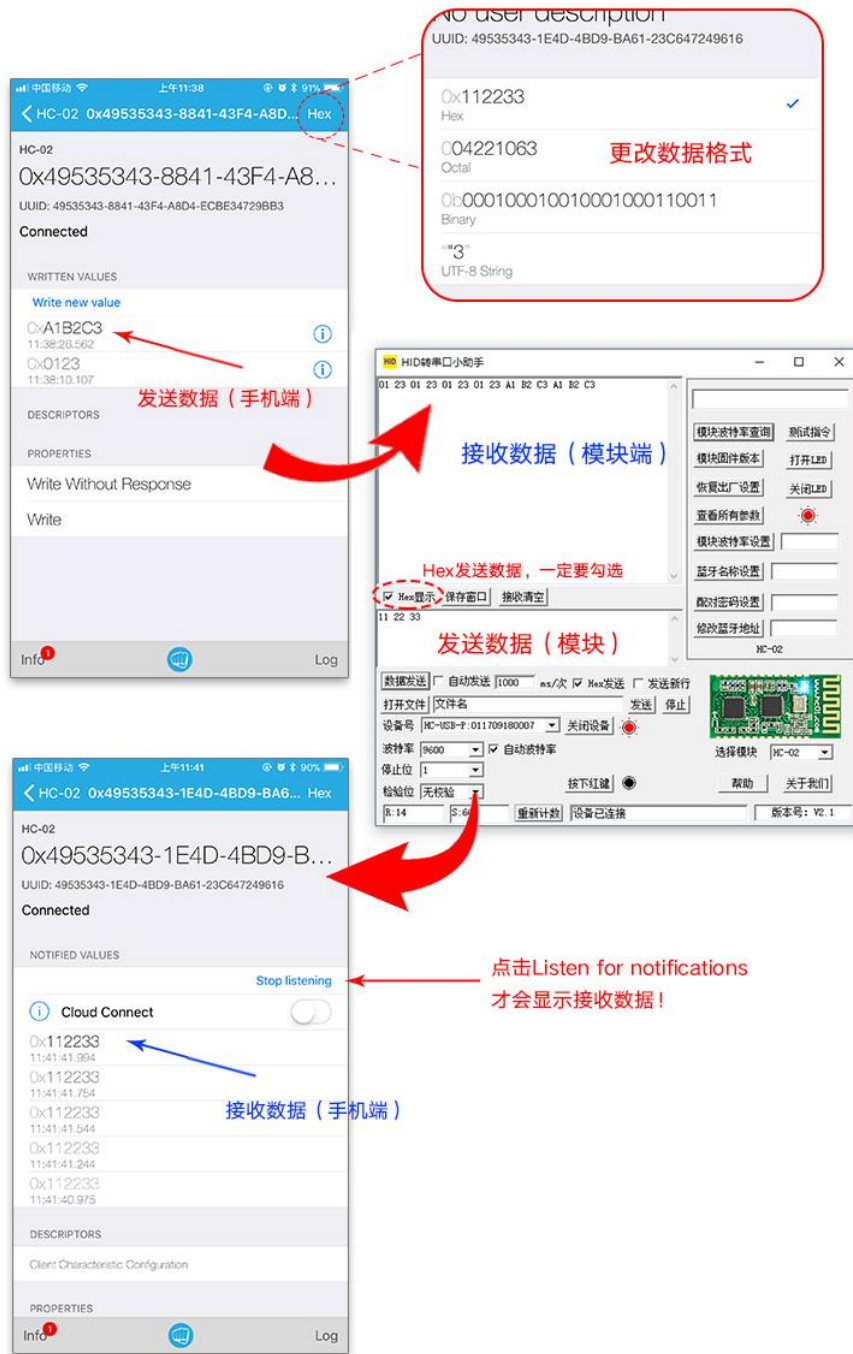 No user description
UUID: 49535343-1E4D-4BD9-BA61-23C647249616
0x112233
Hex
004221063
Octal
更改数据格式
0b000100010010001000110011
Binary
""3"
UTF-8 String
中国移动
上午11:38
91%
HC-02 0x49535343-8841-43F4-A8D... Hex
HC-02
0x49535343-8841-43F4-A8...
UUID: 49535343-8841-43F4-A8D4-ECBE34729BB3
Connected
WRITTEN VALUES
Write new value
0xA1B2C3
11:38:26.562
0x0123
11:38:10.107
发送数据（手机端）
DESCRIPTORS
PROPERTIES
Write Without Response
Write
Info 1
Log
HID HID转串口小助手
01 23 01 23 01 23 01 23 A1 B2 C3 A1 B2 C3
接收数据（模块端）
模块波特率查询 测试指令
模块固件版本 打开LED
恢复出厂设置 关闭LED
查看所有参数
模块波特率设置
蓝牙名称设置
配对密码设置
修改蓝牙地址
HC-02
Hex发送数据，一定要勾选
Hex显示 保存窗口 接收清空
11 22 33
发送数据（模块）
数据发送 自动发送 1000 ms/次 Hex发送 发送新行
打开文件 文件名 发送 停止
设备号 HC-USB-P:011709180007 关闭设备
波特率 9600 自动波特率
停止位 1
检验位 无校验
按下红键
选择模块 HC-02
帮助 关于我们
R:14 重新计数 设备已连接 版本号: V2.1
中国移动
上午11:41
90%
HC-02 0x49535343-1E4D-4BD9-BA6... Hex
HC-02
0x49535343-1E4D-4BD9-B...
UUID: 49535343-1E4D-4BD9-BA61-23C647249616
Connected
NOTIFIED VALUES
Stop listening
点击Listen for notifications
才会显示接收数据！
Cloud Connect
0x112233
11:41:41.994
0x112233
11:41:41.754
0x112233
11:41:41.544
0x112233
11:41:41.244
0x112233
11:41:40.975
接收数据（手机端）
DESCRIPTORS
Client Characteristic Configuration
PROPERTIES
Info 1
Log